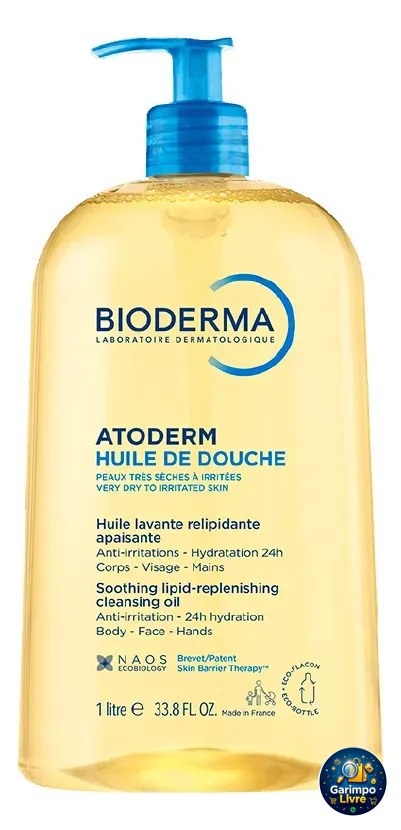 BIODERMA
LABORATOIRE DERMATOLOGIQUE
ATODERM
HUILE DE DOUCHE
PEAUX TRÈS SÈCHES À IRRITÉES
VERY DRY TO IRRITATED SKIN
Huile lavante relipidante
apaisante
Anti-irritations - Hydratation 24h
Corps - Visage - Mains
Soothing lipid-replenishing
cleansing oil
Anti-irritation - 24h hydration
Body - Face - Hands
NAOS
ECOBIOLOGY
Brevet/Patent
Skin Barrier Therapy™
ECO-FLACON
ECO-BOTTLE
1 litre ℮ 33.8 FL. OZ. Made in France
Garimpo
Livre